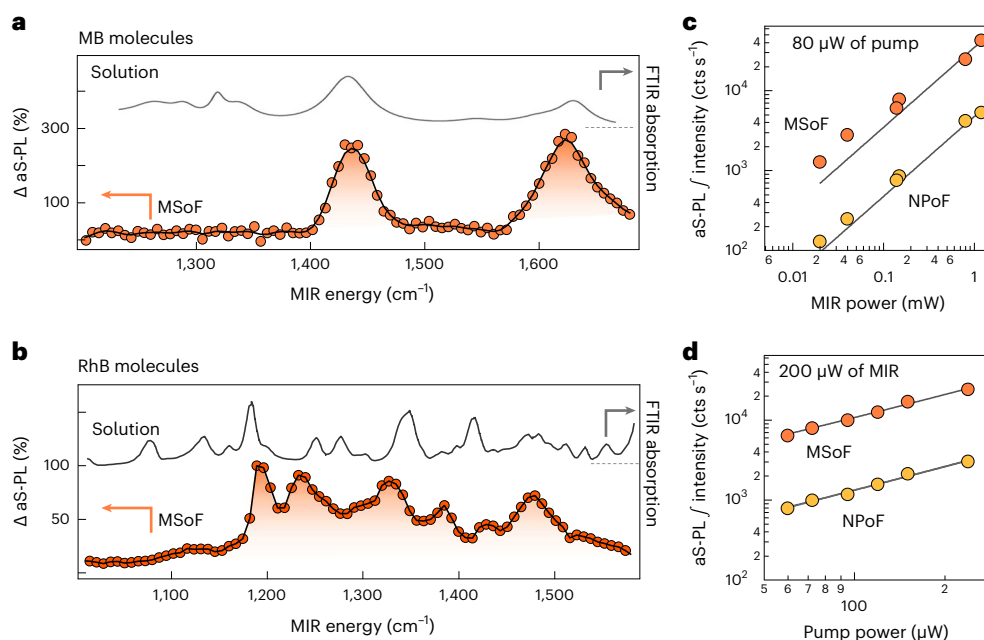 a
MB molecules
Solution
FTIR absorption
Δ aS-PL (%)
300
100
MSoF
1,300
1,400
1,500
1,600
MIR energy (cm⁻¹)
b
RhB molecules
Solution
FTIR absorption
Δ aS-PL (%)
100
50
MSoF
1,100
1,200
1,300
1,400
1,500
MIR energy (cm⁻¹)
c
80 µW of pump
aS-PL ∫ intensity (cts s⁻¹)
4
2
10⁴
4
2
10³
4
2
10²
MSoF
NPoF
6
0.01
2
4
6
0.1
2
4
6
1
MIR power (mW)
d
200 µW of MIR
aS-PL ∫ intensity (cts s⁻¹)
4
2
10⁴
4
2
10³
4
2
10²
MSoF
NPoF
5
6
7
8
9
100
2
Pump power (µW)